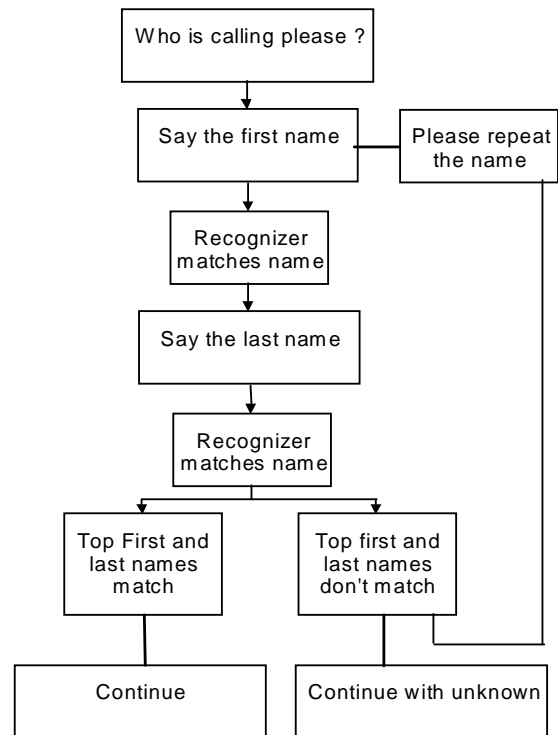 Who is calling please ?
Say the first name
Please repeat
the name
Recognizer
matches name
Say the last name
Recognizer
matches name
Top First and
last names
match
Top first and
last names
don't match
Continue
Continue with unknown